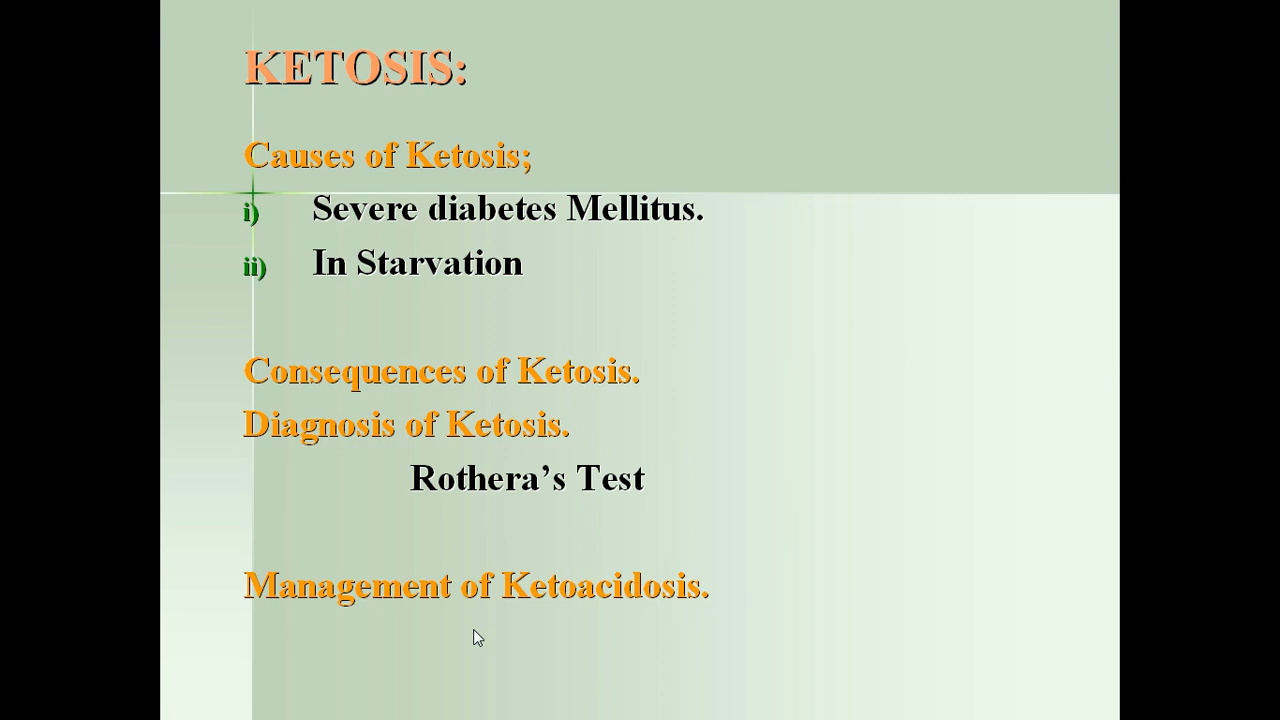 KETOSIS:
Causes of Ketosis;
i) Severe diabetes Mellitus.
ii) In Starvation
Consequences of Ketosis.
Diagnosis of Ketosis.
Rothera’s Test
Management of Ketoacidosis.